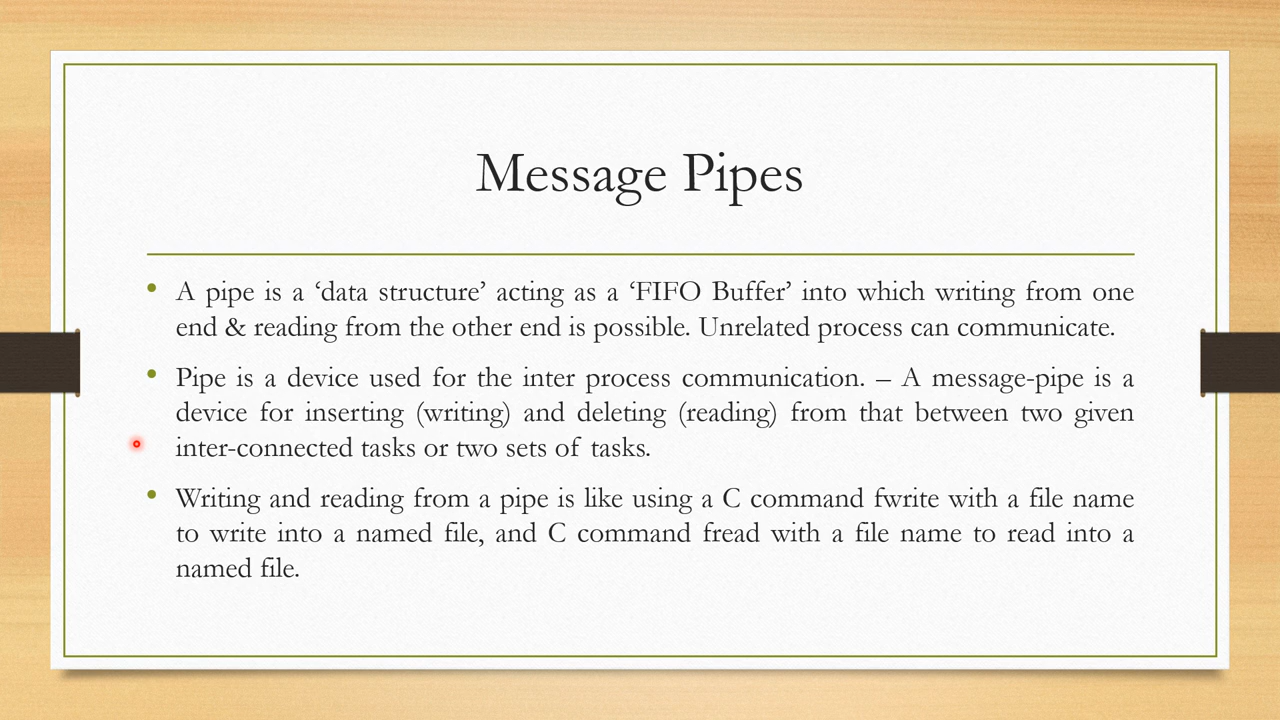 Message Pipes
• A pipe is a ‘data structure’ acting as a ‘FIFO Buffer’ into which writing from one
end & reading from the other end is possible. Unrelated process can communicate.
• Pipe is a device used for the inter process communication. – A message-pipe is a
device for inserting (writing) and deleting (reading) from that between two given
inter-connected tasks or two sets of tasks.
• Writing and reading from a pipe is like using a C command fwrite with a file name
to write into a named file, and C command fread with a file name to read into a
named file.